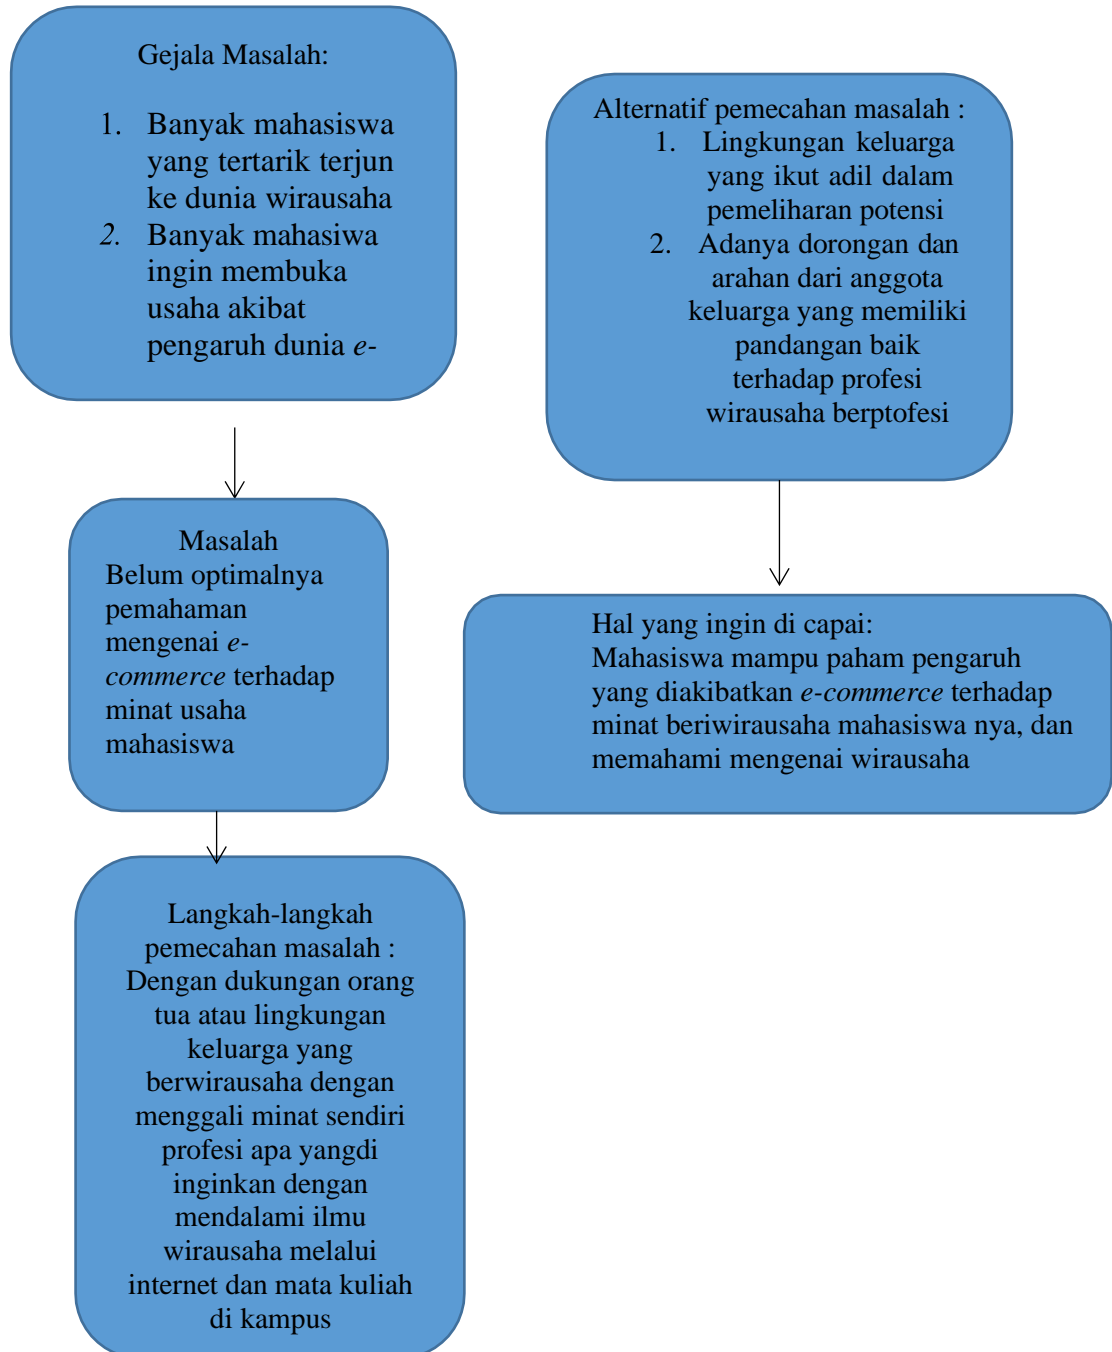 Gejala Masalah:
1. Banyak mahasiswa
yang tertarik terjun
ke dunia wirausaha
2. Banyak mahasiwa
ingin membuka
usaha akibat
pengaruh dunia e-
Masalah
Belum optimalnya
pemahaman
mengenai e-
commerce terhadap
minat usaha
mahasiswa
Langkah-langkah
pemecahan masalah :
Dengan dukungan orang
tua atau lingkungan
keluarga yang
berwirausaha dengan
menggali minat sendiri
profesi apa yangdi
inginkan dengan
mendalami ilmu
wirausaha melalui
internet dan mata kuliah
di kampus
Alternatif pemecahan masalah :
1. Lingkungan keluarga
yang ikut adil dalam
pemeliharan potensi
2. Adanya dorongan dan
arahan dari anggota
keluarga yang memiliki
pandangan baik
terhadap profesi
wirausaha berptofesi
Hal yang ingin di capai:
Mahasiswa mampu paham pengaruh
yang diakibatkan e-commerce terhadap
minat beriwirausaha mahasiswa nya, dan
memahami mengenai wirausaha